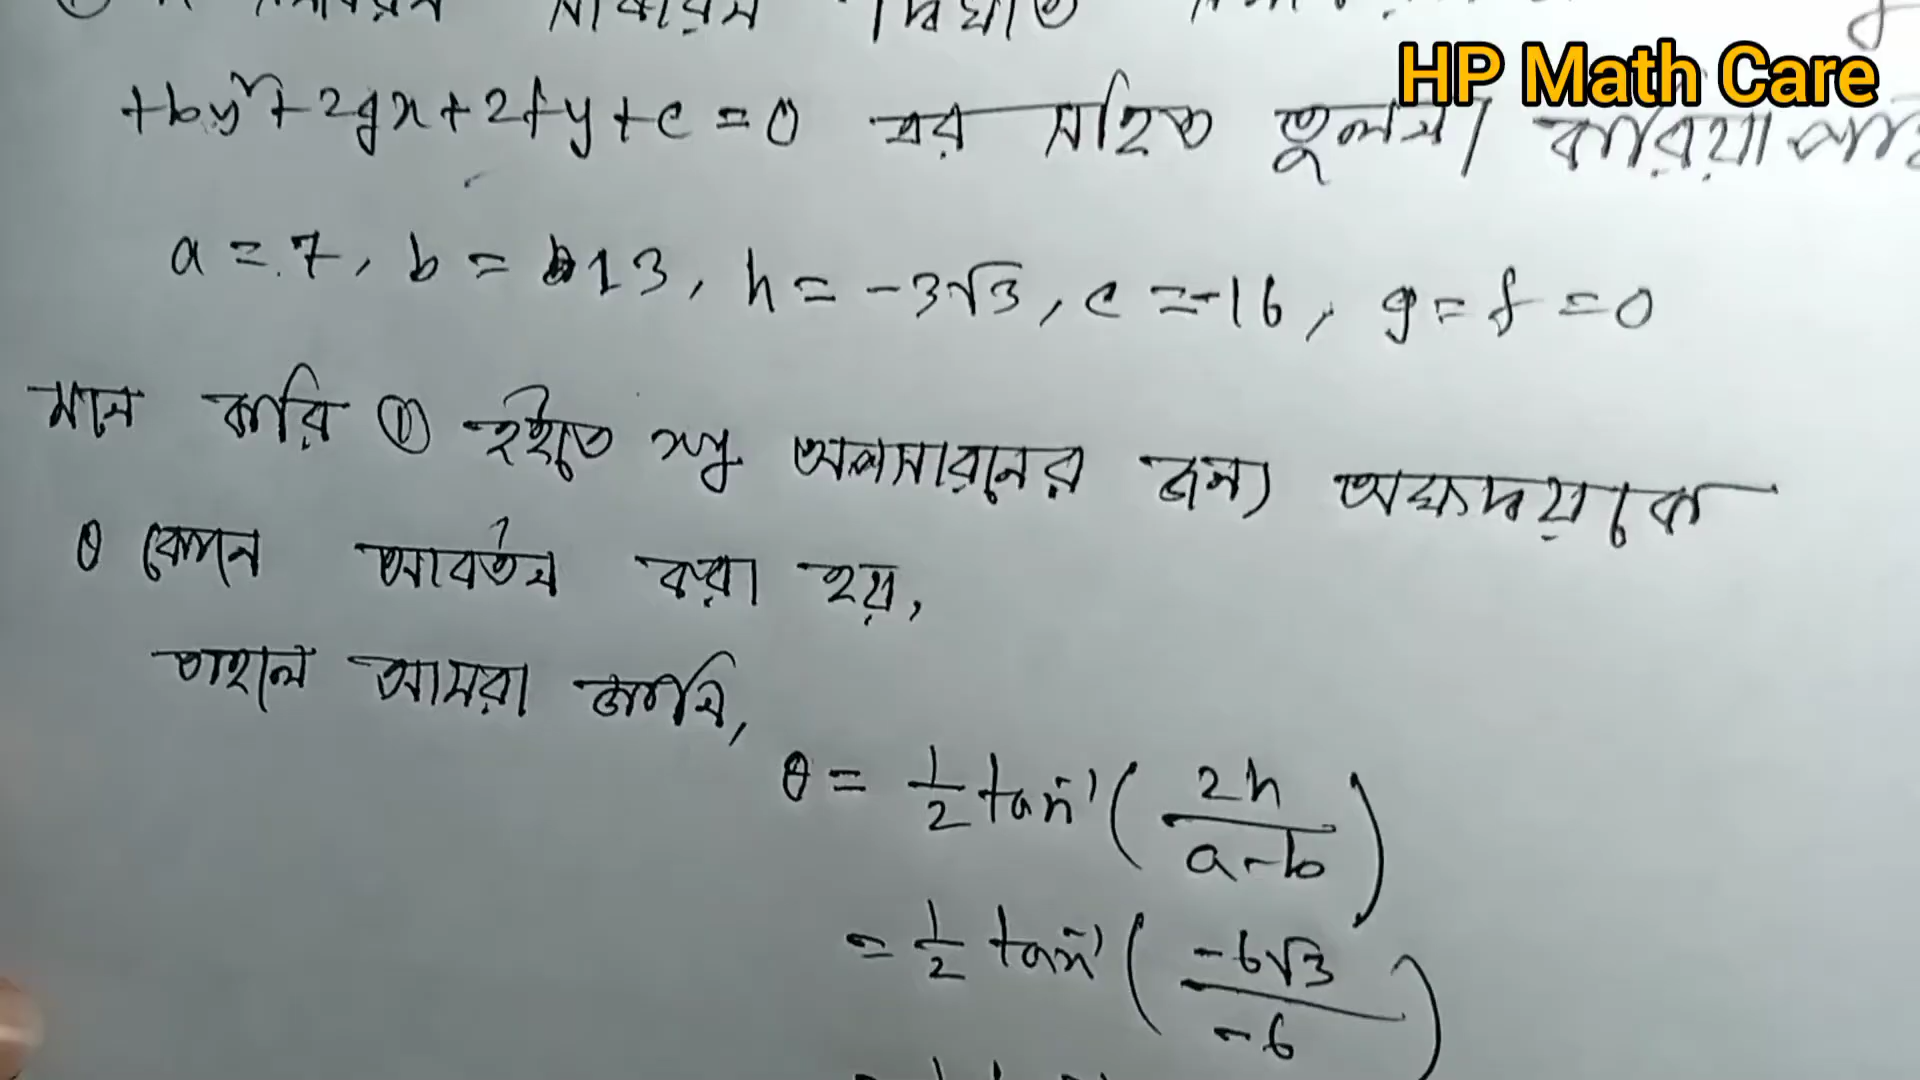 HP Math Care
+by²+2gx+2fy+c=0 এর সহিত তুলনা করিয়া
a = 7, b = 13, h = -3√3, c = -16, g = f = 0
মনে করি ① হইতে xy অপসারনের জন্য অক্ষদ্বয়কে
θ কোনে আবর্তন করা হয়,
তাহলে আমরা জানি,
θ = 1/2 tan⁻¹ ( 2h / a-b )
= 1/2 tan⁻¹ ( -6√3 / -6 )